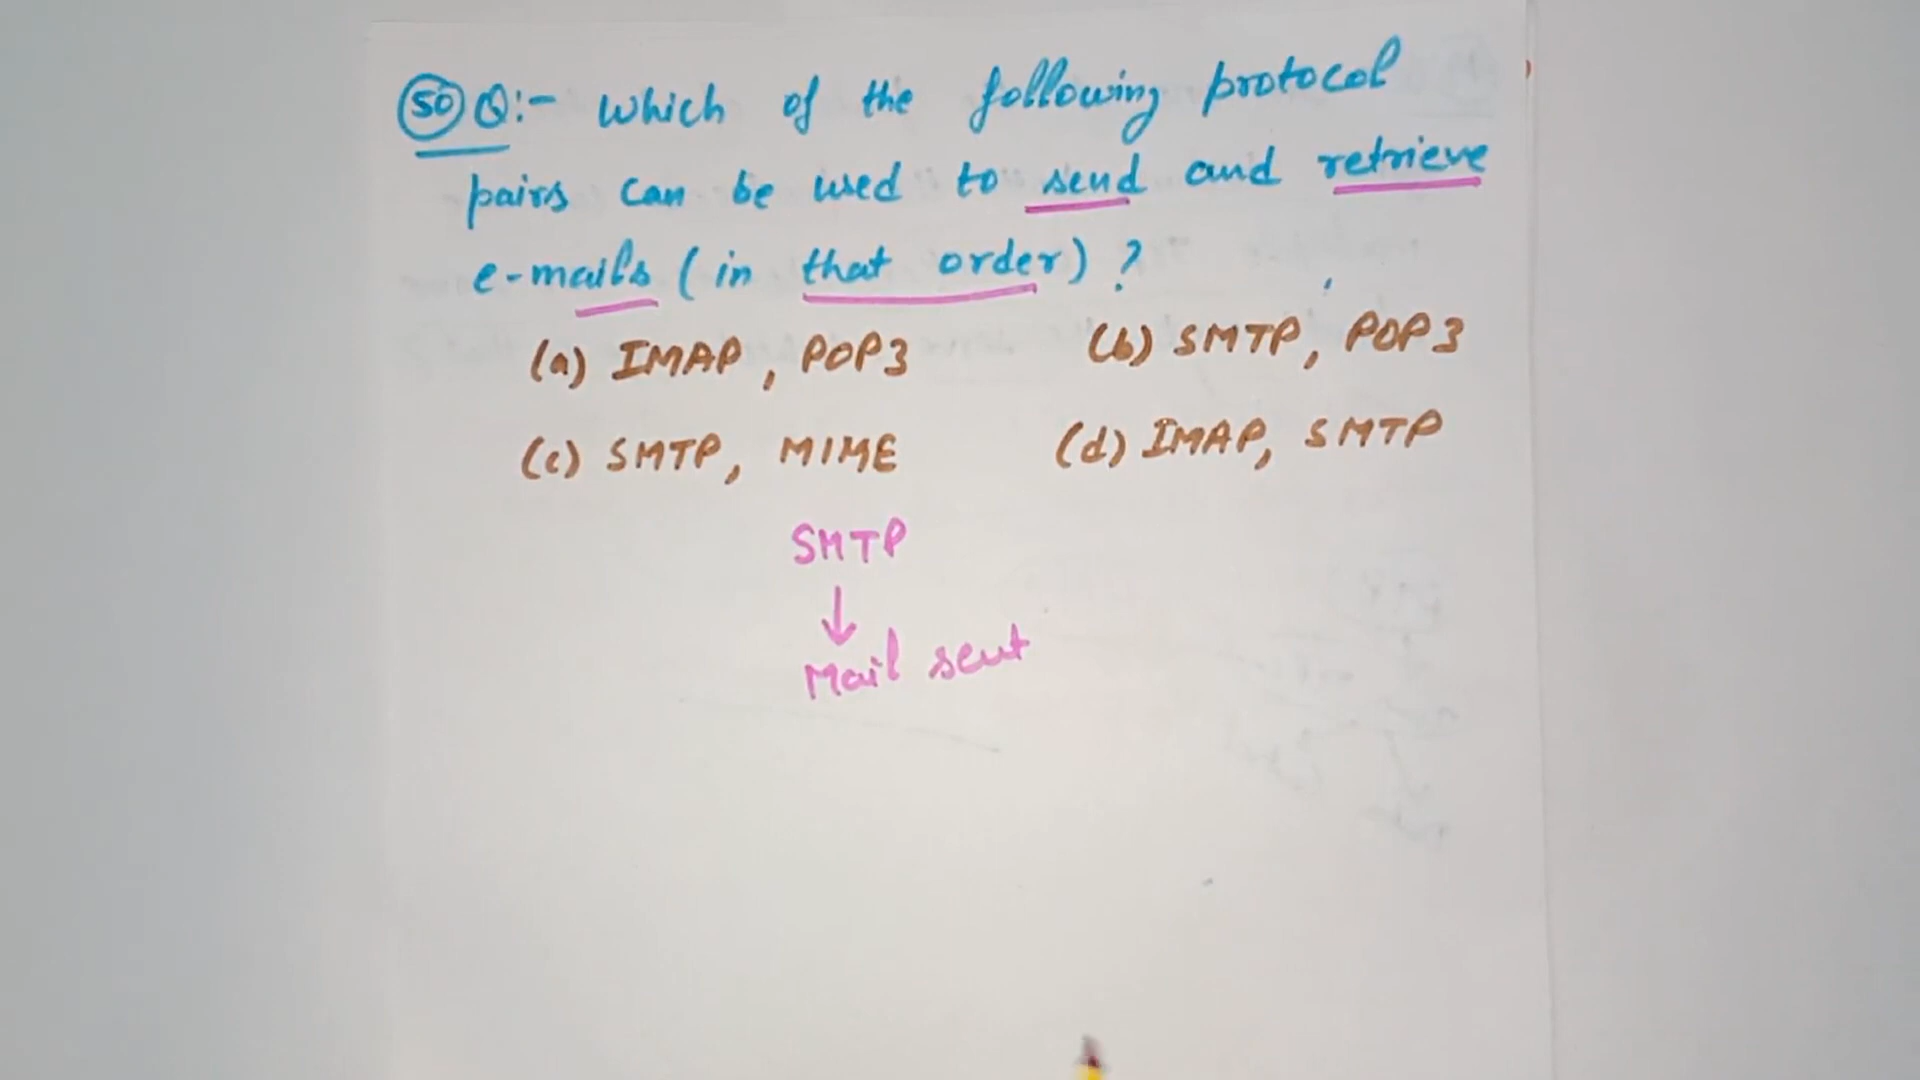 50 Q:- which of the following protocol
pairs can be used to send and retrieve
e-mails (in that order) ?
(a) IMAP, POP3 (b) SMTP, POP3
(c) SMTP, MIME (d) IMAP, SMTP
SMTP
↓
Mail sent